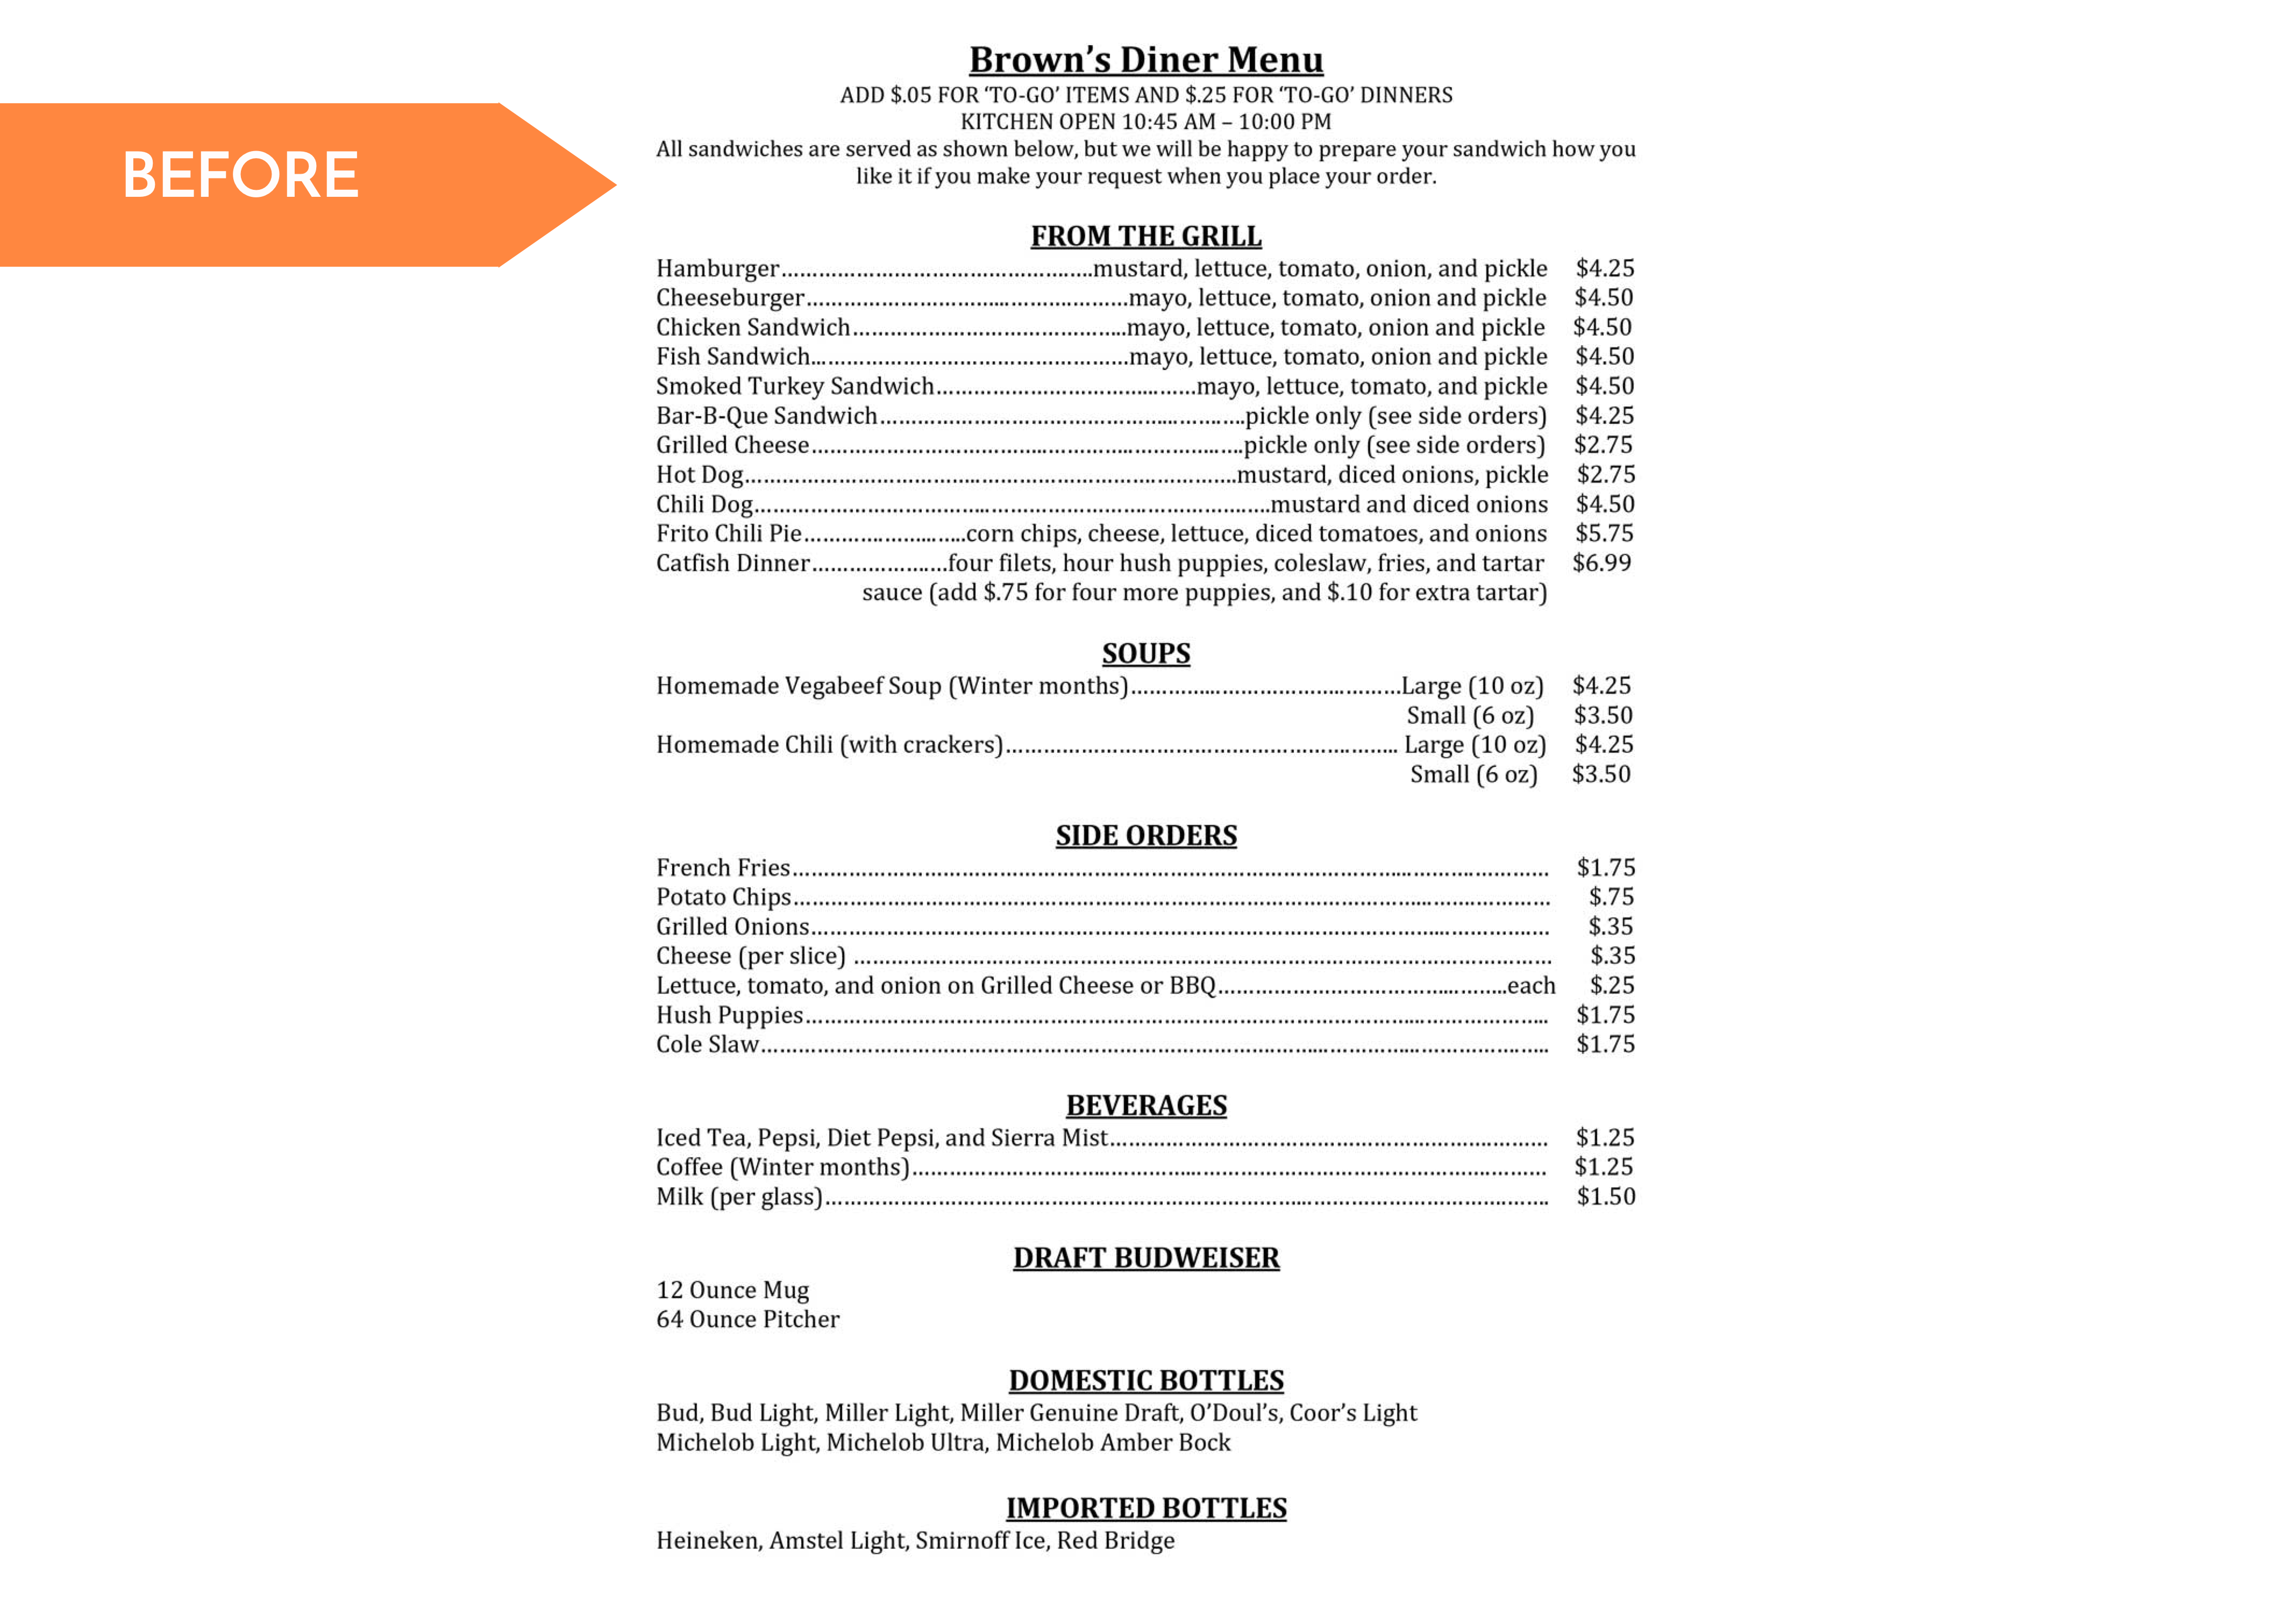 BEFORE
Brown’s Diner Menu
ADD $.05 FOR ‘TO-GO’ ITEMS AND $.25 FOR ‘TO-GO’ DINNERS
KITCHEN OPEN 10:45 AM – 10:00 PM
All sandwiches are served as shown below, but we will be happy to prepare your sandwich how you
like it if you make your request when you place your order.
FROM THE GRILL
Hamburger……………………………………………mustard, lettuce, tomato, onion, and pickle $4.25
Cheeseburger……………………………………………mayo, lettuce, tomato, onion and pickle $4.50
Chicken Sandwich……………………………………mayo, lettuce, tomato, onion and pickle $4.50
Fish Sandwich……………………………………………mayo, lettuce, tomato, onion and pickle $4.50
Smoked Turkey Sandwich……………………………………mayo, lettuce, tomato, and pickle $4.50
Bar-B-Que Sandwich……………………………………………pickle only (see side orders) $4.25
Grilled Cheese……………………………………………………pickle only (see side orders) $2.75
Hot Dog……………………………………………………………mustard, diced onions, pickle $2.75
Chili Dog……………………………………………………………mustard and diced onions $4.50
Frito Chili Pie……………………corn chips, cheese, lettuce, diced tomatoes, and onions $5.75
Catfish Dinner…………………four filets, hour hush puppies, coleslaw, fries, and tartar $6.99
sauce (add $.75 for four more puppies, and $.10 for extra tartar)
SOUPS
Homemade Vegabeef Soup (Winter months)……………………………………Large (10 oz) $4.25
Small (6 oz) $3.50
Homemade Chili (with crackers)……………………………………………………… Large (10 oz) $4.25
Small (6 oz) $3.50
SIDE ORDERS
French Fries………………………………………………………………………………………… $1.75
Potato Chips………………………………………………………………………………………… $.75
Grilled Onions……………………………………………………………………………………… $.35
Cheese (per slice) ………………………………………………………………………………… $.35
Lettuce, tomato, and onion on Grilled Cheese or BBQ………………………………………each $.25
Hush Puppies……………………………………………………………………………………… $1.75
Cole Slaw…………………………………………………………………………………………… $1.75
BEVERAGES
Iced Tea, Pepsi, Diet Pepsi, and Sierra Mist…………………………………………………… $1.25
Coffee (Winter months)………………………………………………………………………… $1.25
Milk (per glass)…………………………………………………………………………………… $1.50
DRAFT BUDWEISER
12 Ounce Mug
64 Ounce Pitcher
DOMESTIC BOTTLES
Bud, Bud Light, Miller Light, Miller Genuine Draft, O’Doul’s, Coor’s Light
Michelob Light, Michelob Ultra, Michelob Amber Bock
IMPORTED BOTTLES
Heineken, Amstel Light, Smirnoff Ice, Red Bridge